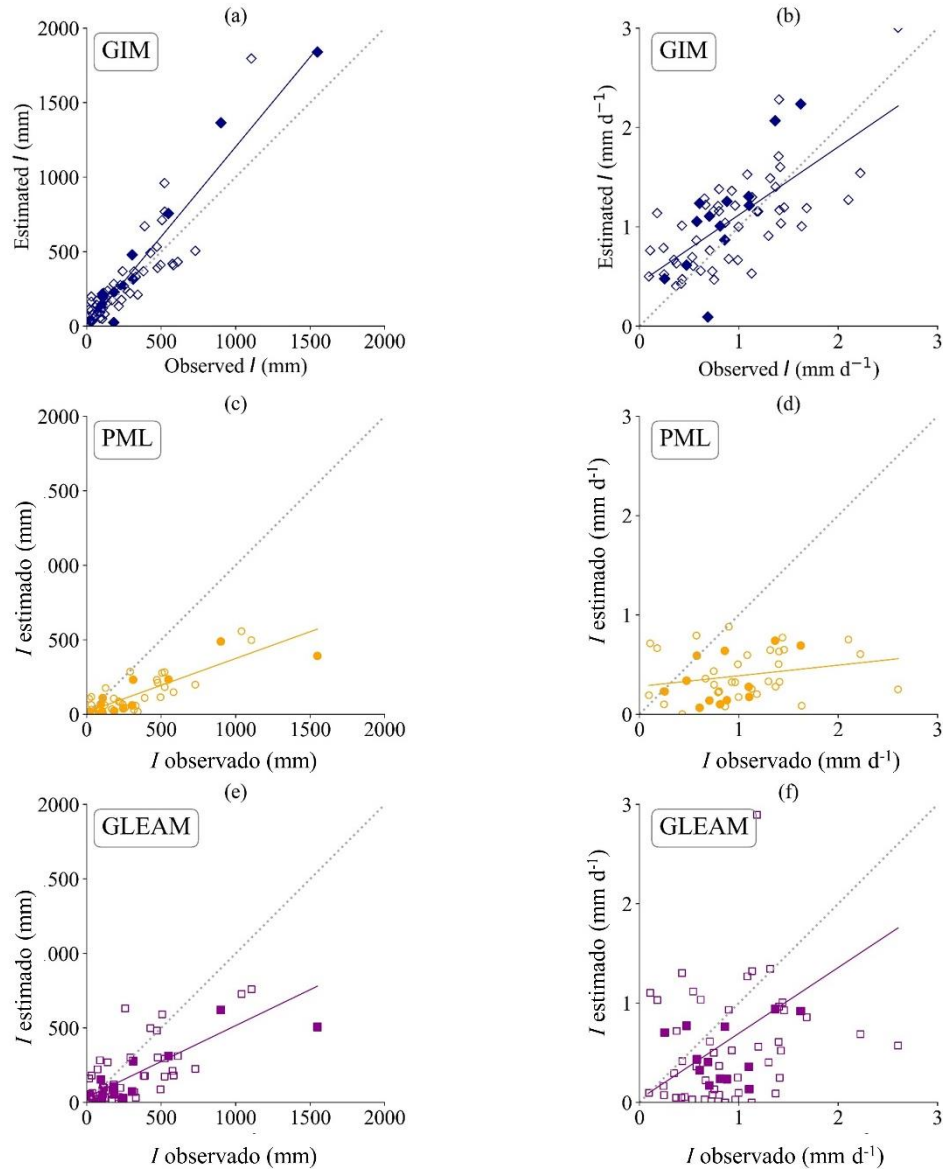 (a)
(b)
GIM
GIM
Estimated I (mm)
2000
1500
1000
500
0
0
500
1000
1500
2000
Observed I (mm)
Estimated I (mm d⁻¹)
3
2
1
0
0
1
2
3
Observed I (mm d⁻¹)
(c)
(d)
PML
PML
I estimado (mm)
2000
500
000
500
0
0
500
1000
1500
2000
I observado (mm)
I estimado (mm d⁻¹)
3
2
1
0
0
1
2
3
I observado (mm d⁻¹)
(e)
(f)
GLEAM
GLEAM
I estimado (mm)
2000
500
000
500
0
0
500
1000
1500
2000
I observado (mm)
I estimado (mm d⁻¹)
3
2
1
0
0
1
2
3
I observado (mm d⁻¹)